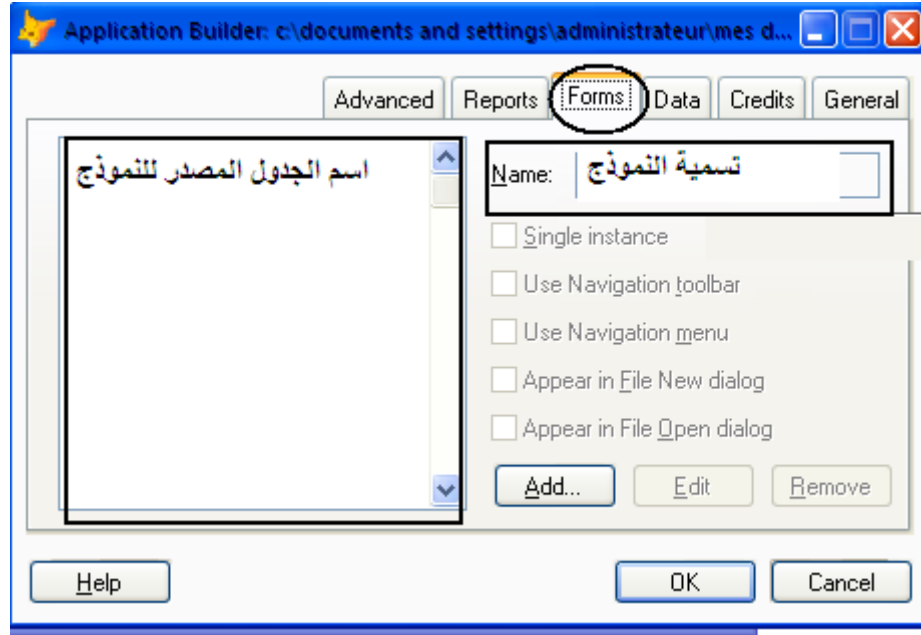 Application Builder: c:\documents and settings\administrateur\mes d...
Advanced Reports Forms Data Credits General
اسم الجدول المصدر للنموذج
Name: تسمية النموذج
Single instance
Use Navigation toolbar
Use Navigation menu
Appear in File New dialog
Appear in File Open dialog
Add... Edit Remove
Help OK Cancel